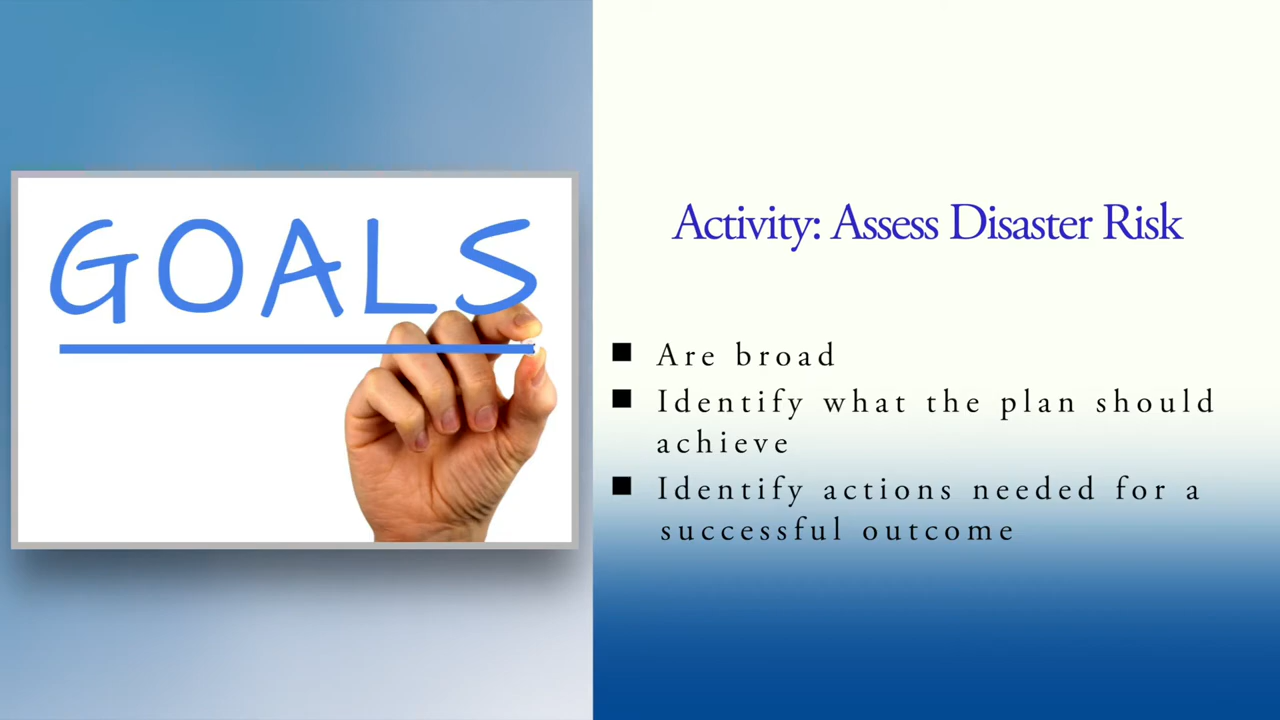 GOALS
Activity: Assess Disaster Risk
Are broad
Identify what the plan should
achieve
Identify actions needed for a
successful outcome